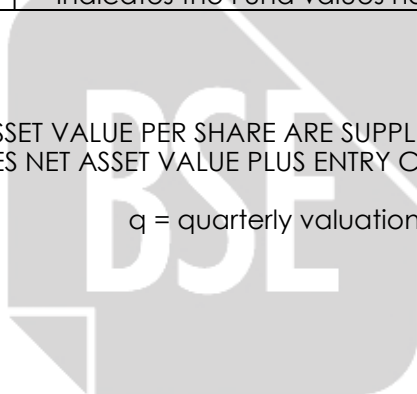 Indicates the Fund values
SSET VALUE PER SHARE ARE SUPPL
ES NET ASSET VALUE PLUS ENTRY
q = quarterly valuation
BSE